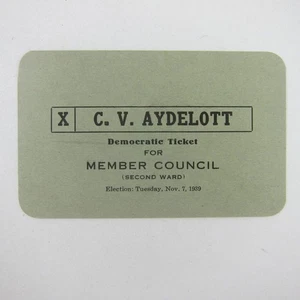 X C. V. AYDELOTT
Democratic Ticket
FOR
MEMBER COUNCIL
(SECOND WARD)
Election: Tuesday, Nov. 7, 1939